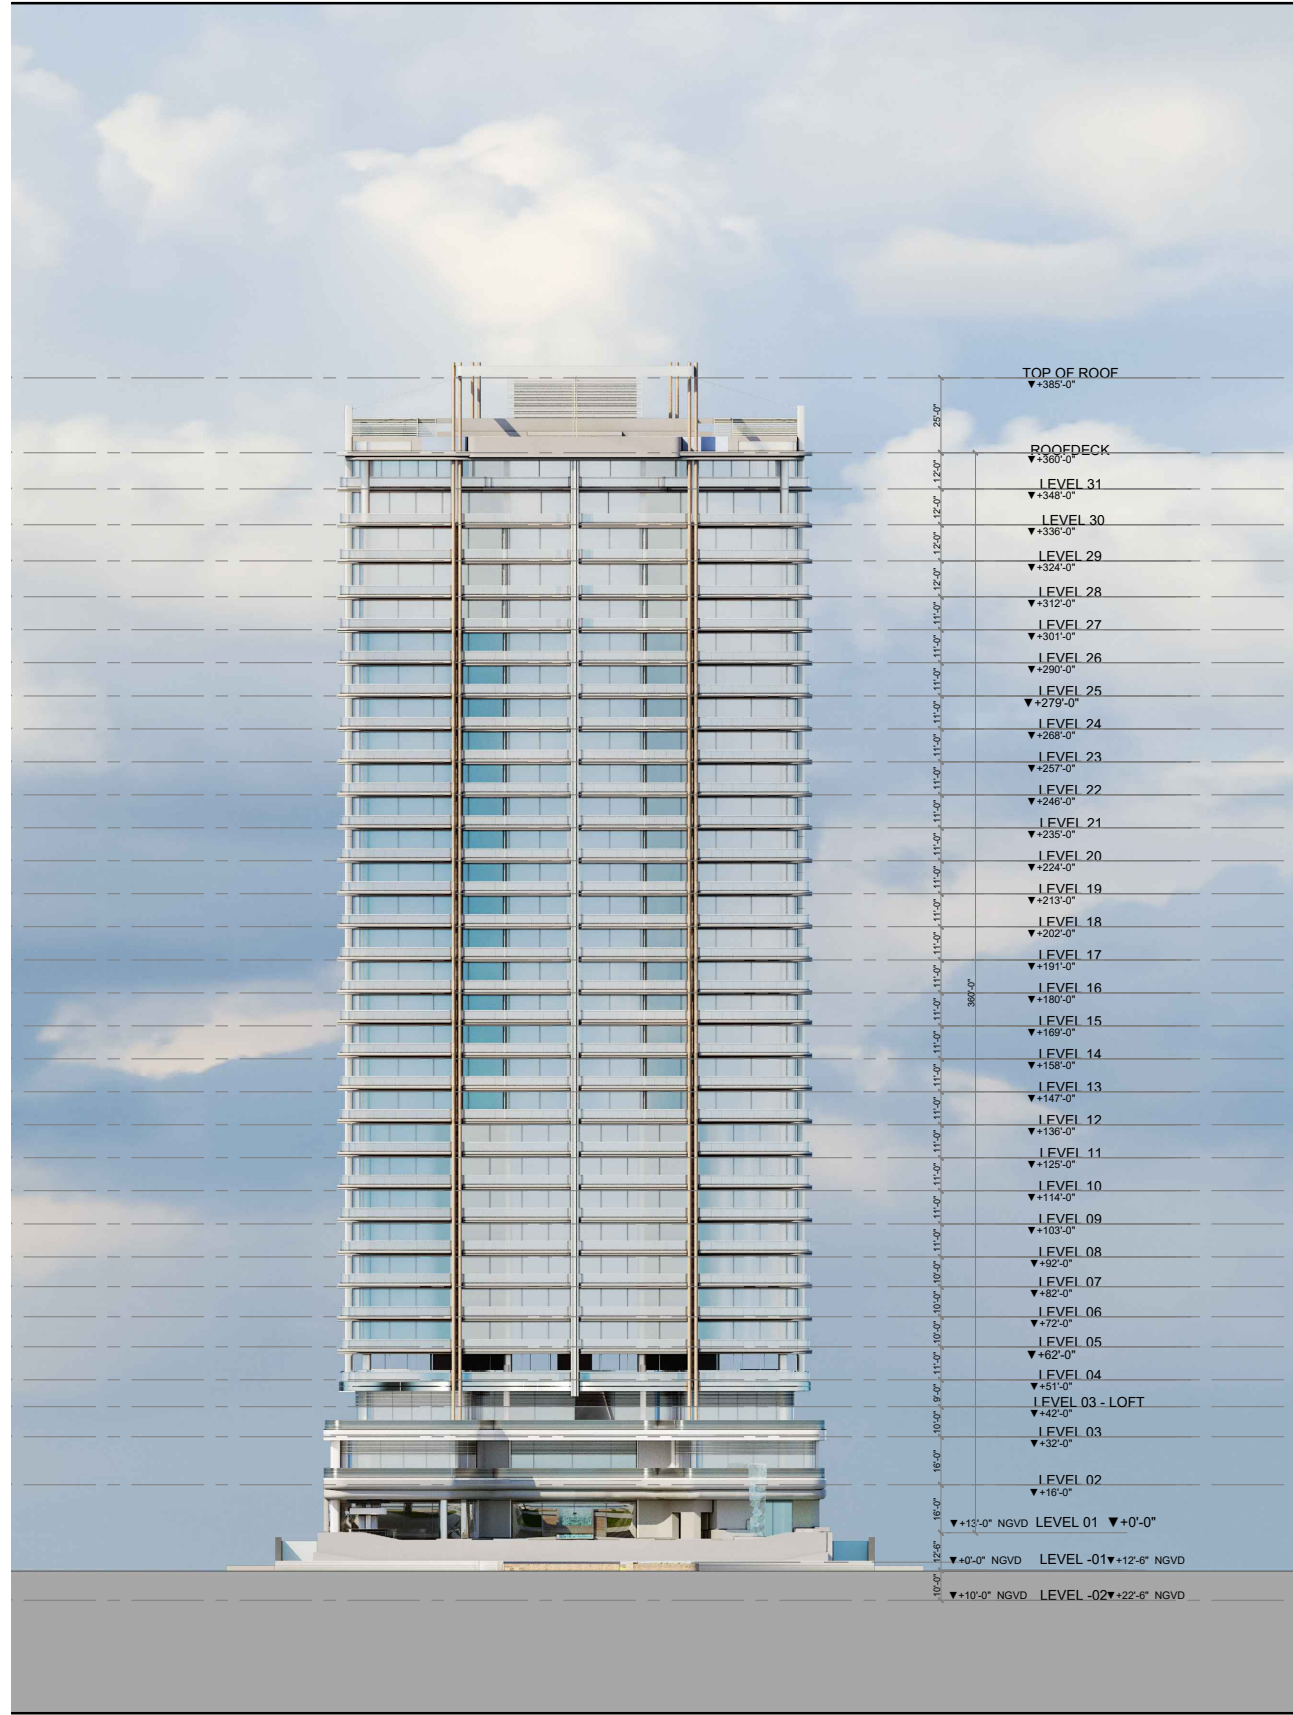 TOP OF ROOF
▼+385'-0"
25'-0"
ROOFDECK
▼+360'-0"
12'-0"
LEVEL 31
▼+348'-0"
12'-0"
LEVEL 30
▼+336'-0"
12'-0"
LEVEL 29
▼+324'-0"
12'-0"
LEVEL 28
▼+312'-0"
11'-0"
LEVEL 27
▼+301'-0"
11'-0"
LEVEL 26
▼+290'-0"
11'-0"
LEVEL 25
▼+279'-0"
11'-0"
LEVEL 24
▼+268'-0"
11'-0"
LEVEL 23
▼+257'-0"
11'-0"
LEVEL 22
▼+246'-0"
11'-0"
LEVEL 21
▼+235'-0"
11'-0"
LEVEL 20
▼+224'-0"
11'-0"
LEVEL 19
▼+213'-0"
11'-0"
LEVEL 18
▼+202'-0"
11'-0"
LEVEL 17
▼+191'-0"
11'-0"
LEVEL 16
▼+180'-0"
360'-0"
11'-0"
LEVEL 15
▼+169'-0"
11'-0"
LEVEL 14
▼+158'-0"
11'-0"
LEVEL 13
▼+147'-0"
11'-0"
LEVEL 12
▼+136'-0"
11'-0"
LEVEL 11
▼+125'-0"
11'-0"
LEVEL 10
▼+114'-0"
11'-0"
LEVEL 09
▼+103'-0"
11'-0"
LEVEL 08
▼+92'-0"
10'-0"
LEVEL 07
▼+82'-0"
10'-0"
LEVEL 06
▼+72'-0"
10'-0"
LEVEL 05
▼+62'-0"
11'-0"
LEVEL 04
▼+51'-0"
9'-0"
LEVEL 03 - LOFT
▼+42'-0"
10'-0"
LEVEL 03
▼+32'-0"
16'-0"
LEVEL 02
▼+16'-0"
16'-0"
▼+13'-0" NGVD LEVEL 01 ▼+0'-0"
12'-6"
▼+0'-0" NGVD LEVEL -01▼+12'-6" NGVD
10'-0"
▼+10'-0" NGVD LEVEL -02▼+22'-6" NGVD